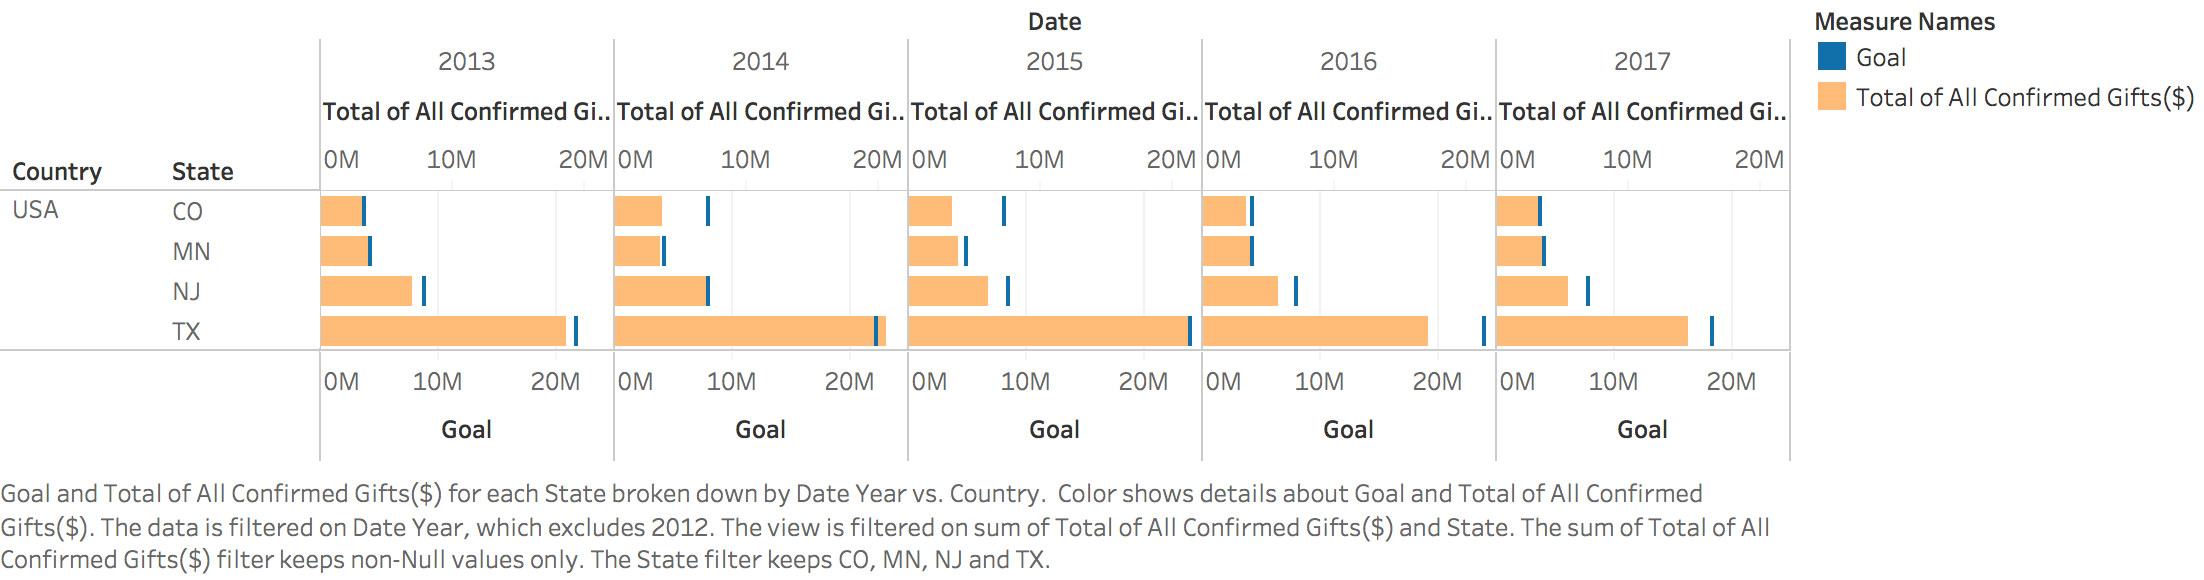 Date
Measure Names
2013 2014 2015 2016 2017
Goal
Total of All Confirmed Gifts($)
Total of All Confirmed Gi.. Total of All Confirmed Gi.. Total of All Confirmed Gi.. Total of All Confirmed Gi.. Total of All Confirmed Gi..
Country State 0M 10M 20M 0M 10M 20M 0M 10M 20M 0M 10M 20M 0M 10M 20M
USA CO
MN
NJ
TX
0M 10M 20M 0M 10M 20M 0M 10M 20M 0M 10M 20M 0M 10M 20M
Goal Goal Goal Goal Goal
Goal and Total of All Confirmed Gifts($) for each State broken down by Date Year vs. Country.  Color shows details about Goal and Total of All Confirmed
Gifts($). The data is filtered on Date Year, which excludes 2012. The view is filtered on sum of Total of All Confirmed Gifts($) and State. The sum of Total of All
Confirmed Gifts($) filter keeps non-Null values only. The State filter keeps CO, MN, NJ and TX.